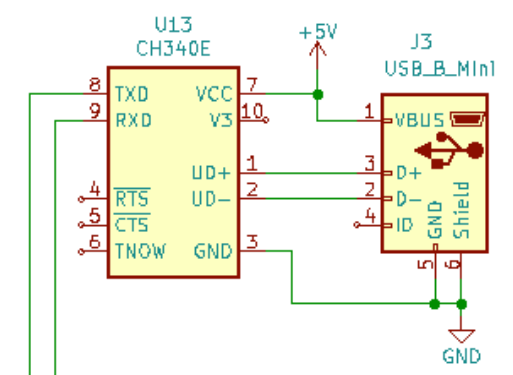 U13
CH340E
+5V
J3
USB_B_Mini
8 TXD
VCC 7
9 RXD
V3 10
1 VBUS
UD+ 1
3 D+
UD- 2
2 D-
4 RTS
4 ID
5 CTS
6 TNOW
GND 3
GND
Shield
5
6
GND